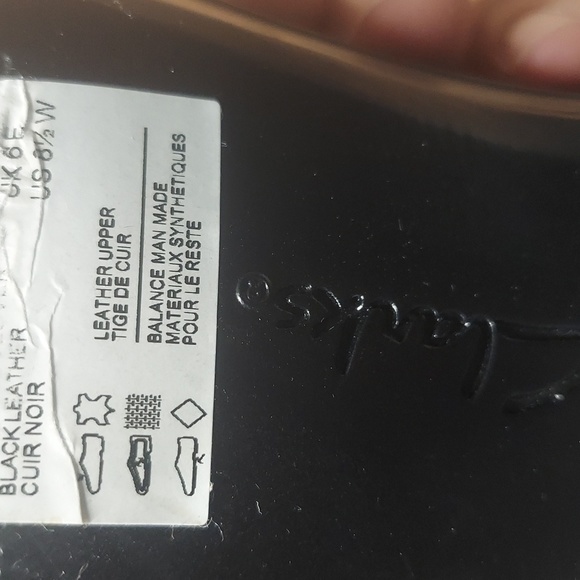 UK 6 E
US 8½ W
BLACK LEATHER
CUIR NOIR
LEATHER UPPER
TIGE DE CUIR
BALANCE MAN MADE
MATERIAUX SYNTHÉTIQUES
POUR LE RESTE
Clarks®